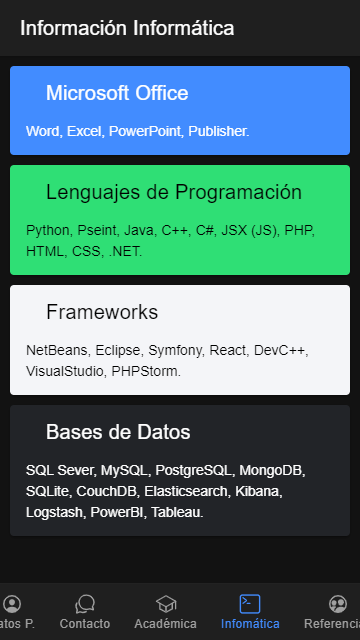 Información Informática
Microsoft Office
Word, Excel, PowerPoint, Publisher.
Lenguajes de Programación
Python, Pseint, Java, C++, C#, JSX (JS), PHP,
HTML, CSS, .NET.
Frameworks
NetBeans, Eclipse, Symfony, React, DevC++,
VisualStudio, PHPStorm.
Bases de Datos
SQL Sever, MySQL, PostgreSQL, MongoDB,
SQLite, CouchDB, Elasticsearch, Kibana,
Logstash, PowerBI, Tableau.
atos P. Contacto Académica Infomática Referencia